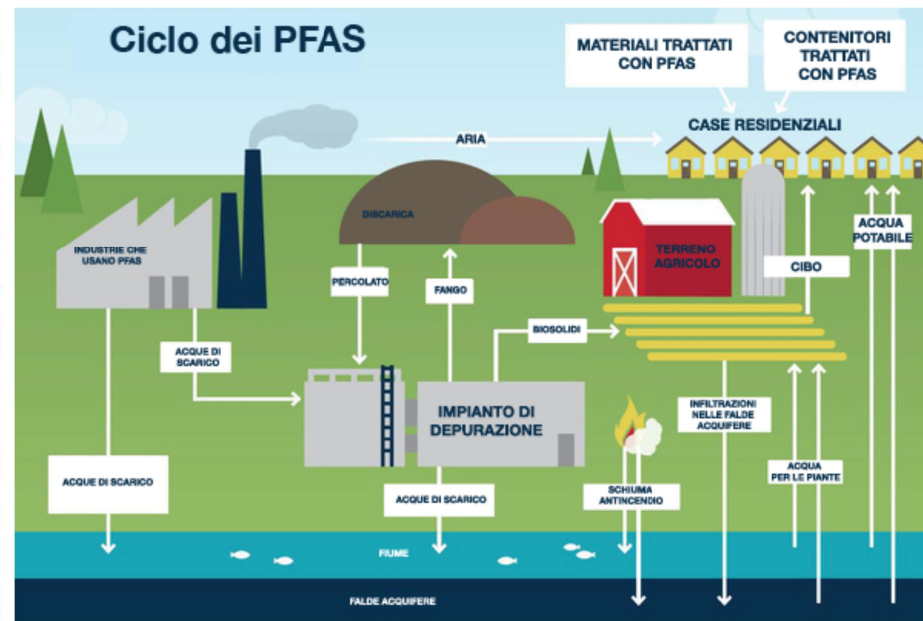 Ciclo dei PFAS
MATERIALI TRATTATI
CON PFAS
CONTENITORI
TRATTATI
CON PFAS
ARIA
CASE RESIDENZIALI
DISCARICA
INDUSTRIE CHE
USANO PFAS
TERRENO
AGRICOLO
ACQUA
POTABILE
CIBO
PERCOLATO
FANGO
BIOSOLIDI
ACQUE DI
SCARICO
IMPIANTO DI
DEPURAZIONE
INFILTRAZIONI
NELLE FALDE
ACQUIFERE
ACQUA
PER LE PIANTE
ACQUE DI SCARICO
ACQUE DI SCARICO
SCHIUMA
ANTINCENDIO
FIUME
FALDE ACQUIFERE